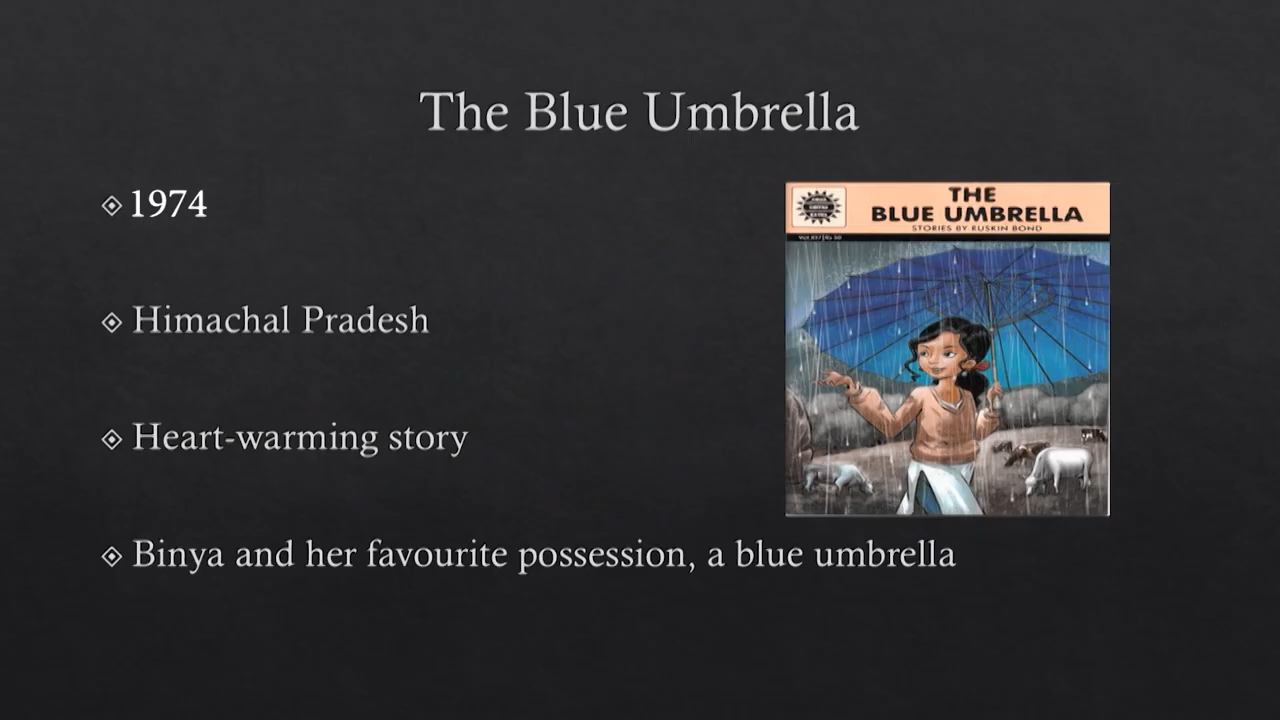 The Blue Umbrella
1974
Himachal Pradesh
Heart-warming story
Binya and her favourite possession, a blue umbrella
THE
BLUE UMBRELLA
STORIES BY RUSKIN BOND